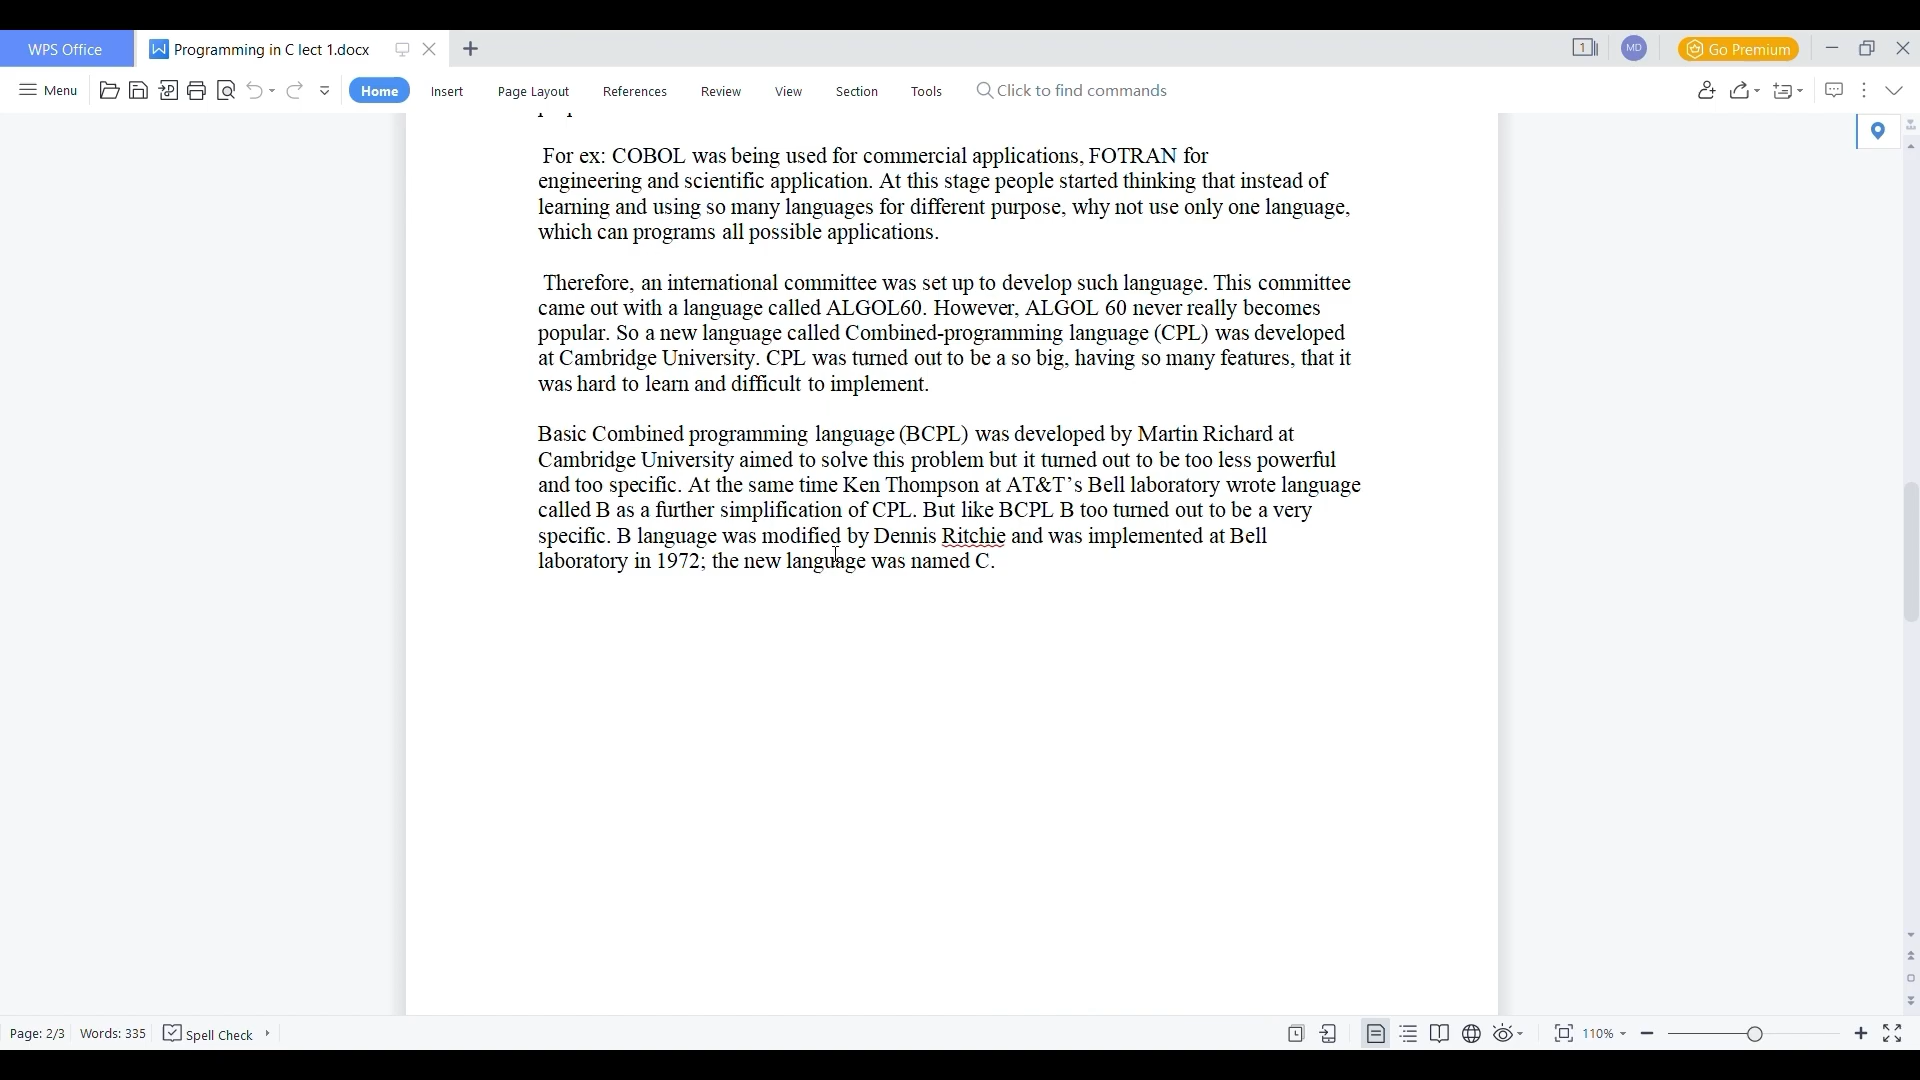 WPS Office
Programming in C lect 1.docx
1
MD
Go Premium
Menu
Home
Insert
Page Layout
References
Review
View
Section
Tools
Click to find commands
For ex: COBOL was being used for commercial applications, FOTRAN for
engineering and scientific application. At this stage people started thinking that instead of
learning and using so many languages for different purpose, why not use only one language,
which can programs all possible applications.
Therefore, an international committee was set up to develop such language. This committee
came out with a language called ALGOL60. However, ALGOL 60 never really becomes
popular. So a new language called Combined-programming language (CPL) was developed
at Cambridge University. CPL was turned out to be a so big, having so many features, that it
was hard to learn and difficult to implement.
Basic Combined programming language (BCPL) was developed by Martin Richard at
Cambridge University aimed to solve this problem but it turned out to be too less powerful
and too specific. At the same time Ken Thompson at AT&T’s Bell laboratory wrote language
called B as a further simplification of CPL. But like BCPL B too turned out to be a very
specific. B language was modified by Dennis Ritchie and was implemented at Bell
laboratory in 1972; the new language was named C.
Page: 2/3
Words: 335
Spell Check
110%